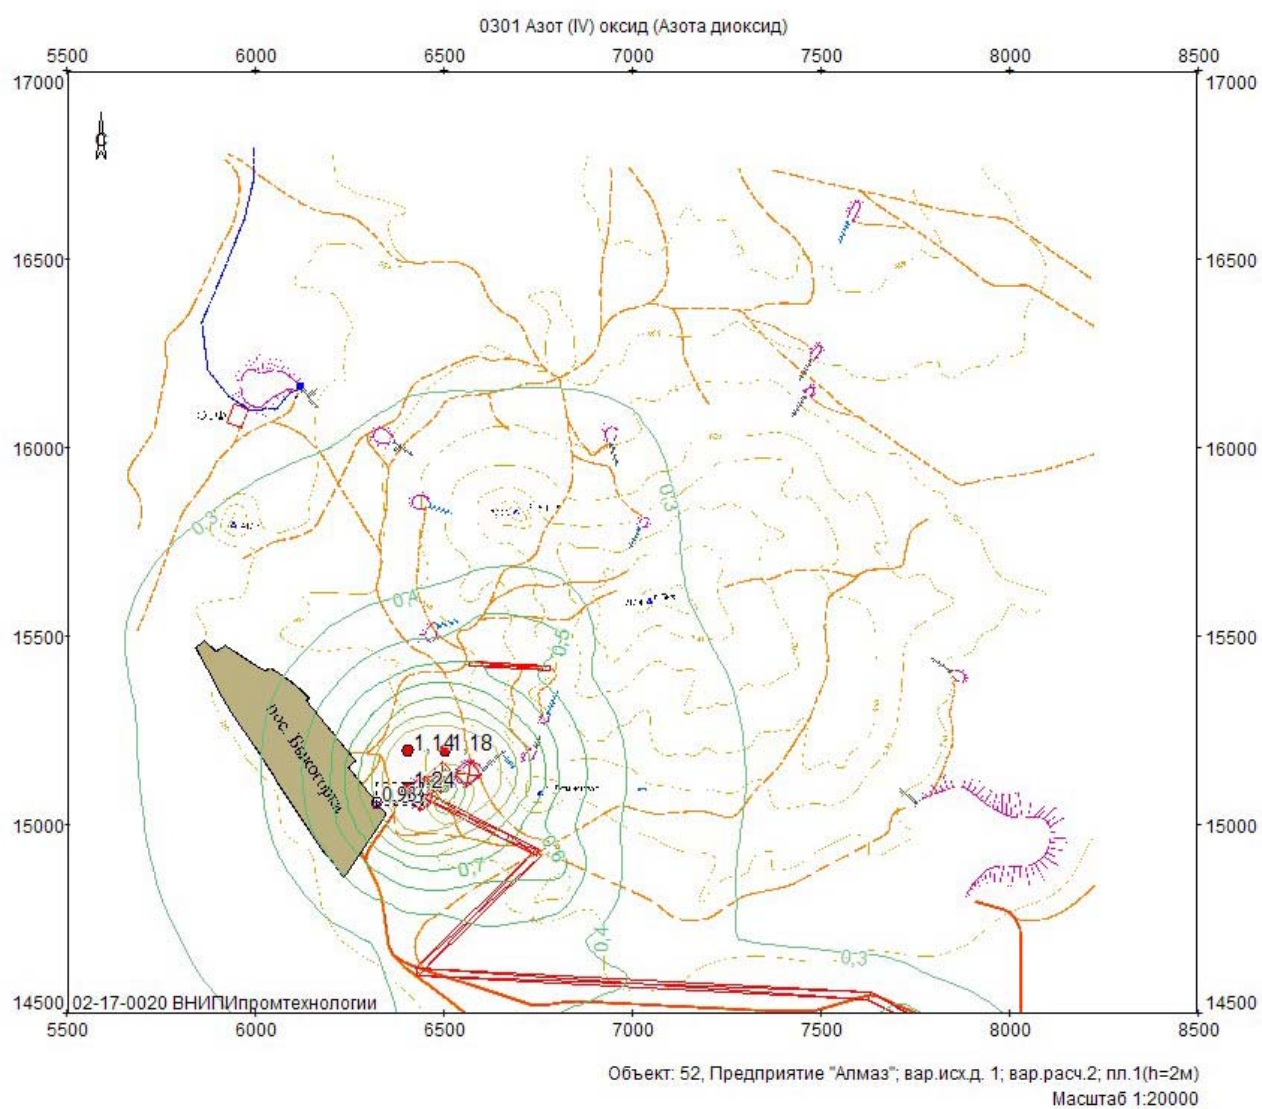 0301 Азот (IV) оксид (Азота диоксид)
5500 6000 6500 7000 7500 8000 8500
17000 17000
С
16500 16500
16000 16000
0,3
0,3
15500 15500
0,4
0,5
пос. Быкогорка
1,14 1,18
1,24
0,98
15000 15000
0,6
0,7
0,4
0,3
14500 02-17-0020 ВНИПИпромтехнологии 14500
5500 6000 6500 7000 7500 8000 8500
Объект: 52, Предприятие "Алмаз"; вар.исх.д. 1; вар.расч.2; пл.1(h=2м)
Масштаб 1:20000